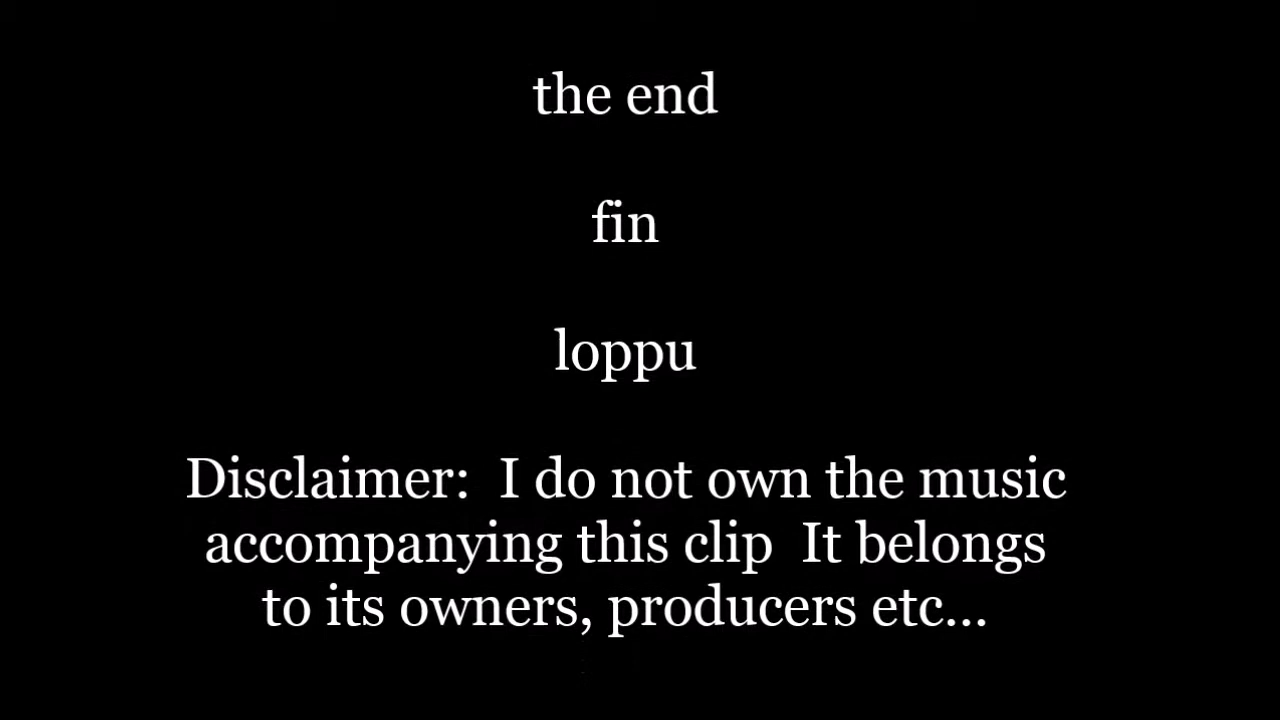 the end
fin
loppu
Disclaimer:  I do not own the music
accompanying this clip  It belongs
to its owners, producers etc...